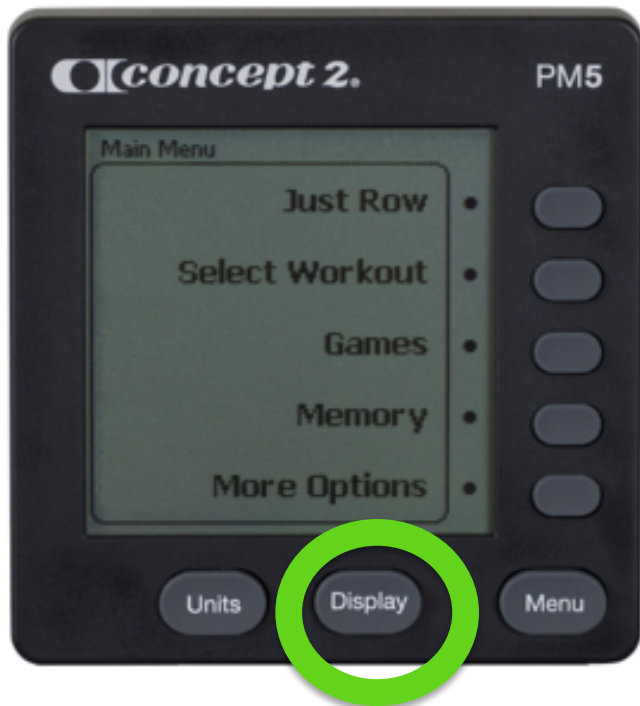 concept 2.
PM5
Main Menu
Just Row
Select Workout
Games
Memory
More Options
Units
Display
Menu